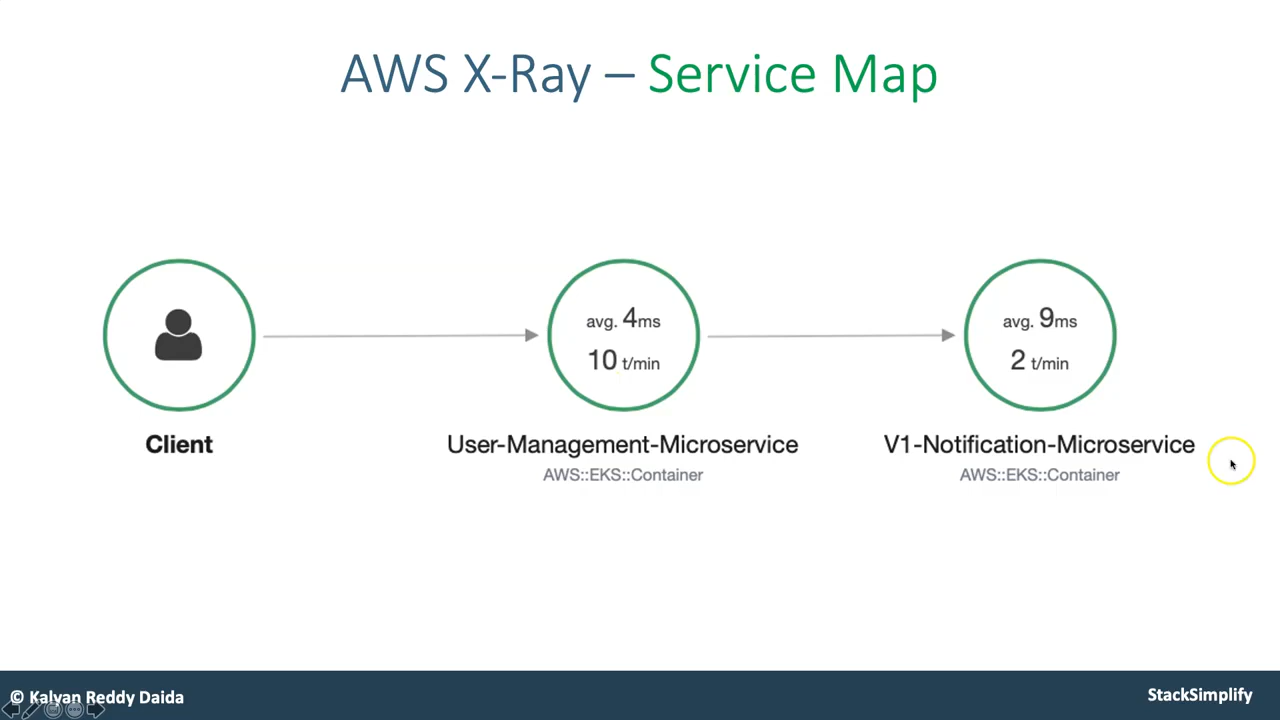 AWS X-Ray – Service Map
avg. 4ms
10 t/min
avg. 9ms
2 t/min
Client
User-Management-Microservice
V1-Notification-Microservice
AWS::EKS::Container
AWS::EKS::Container
© Kalyan Reddy Daida
StackSimplify